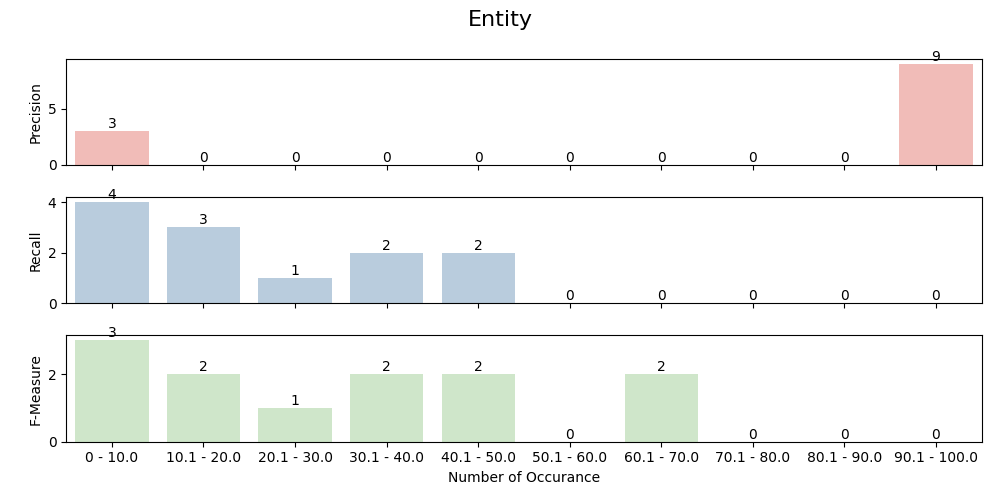 Entity
Precision
5
0
3 0 0 0 0 0 0 0 0 9
Recall
4
2
0
4 3 1 2 2 0 0 0 0 0
F-Measure
2
0
3 2 1 2 2 0 2 0 0 0
0 - 10.0 10.1 - 20.0 20.1 - 30.0 30.1 - 40.0 40.1 - 50.0 50.1 - 60.0 60.1 - 70.0 70.1 - 80.0 80.1 - 90.0 90.1 - 100.0
Number of Occurance